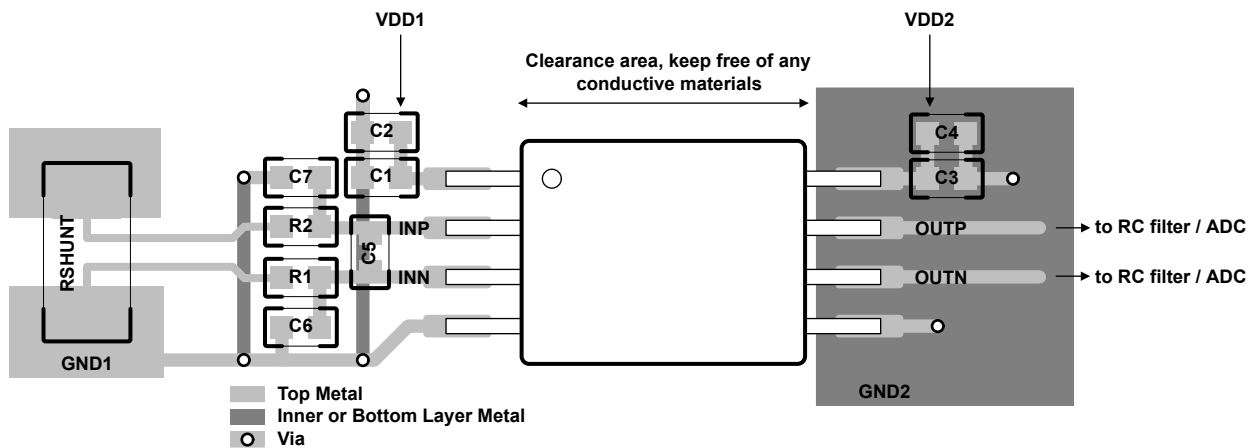 VDD1
VDD2
Clearance area, keep free of any
conductive materials
C2
C4
C7
C1
C3
RSHUNT
R2
INP
OUTP
to RC filter / ADC
C5
R1
INN
OUTN
to RC filter / ADC
C6
GND1
GND2
Top Metal
Inner or Bottom Layer Metal
Via